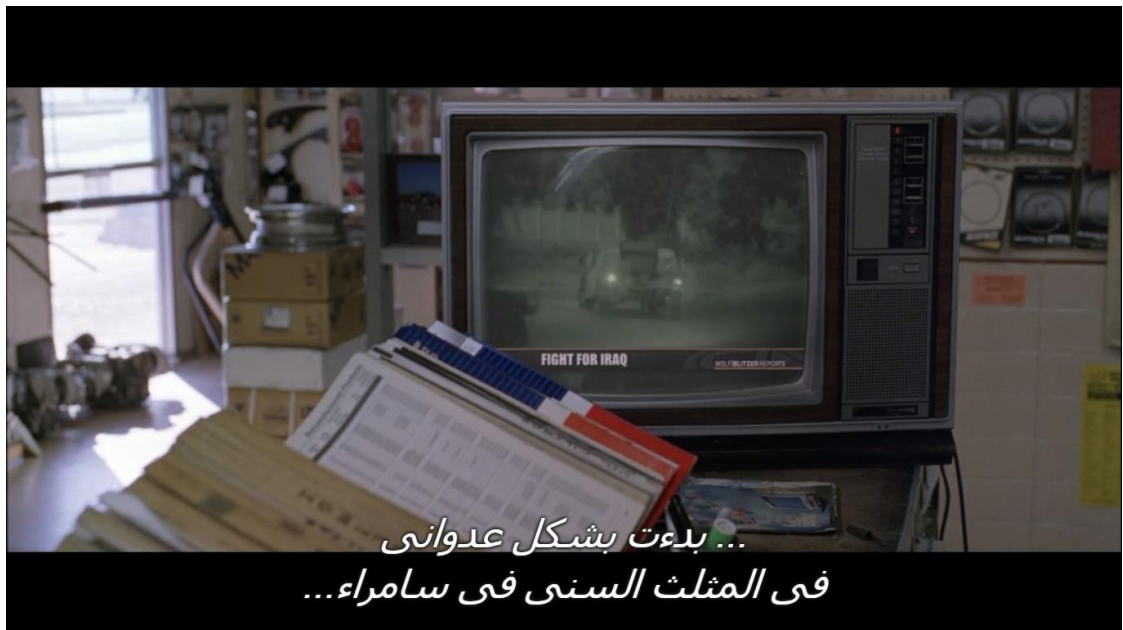 FIGHT FOR IRAQ
WOLF BLITZER REPORTS
... بدءت بشكل عدوانى
فى المثلث السنى فى سامراء...